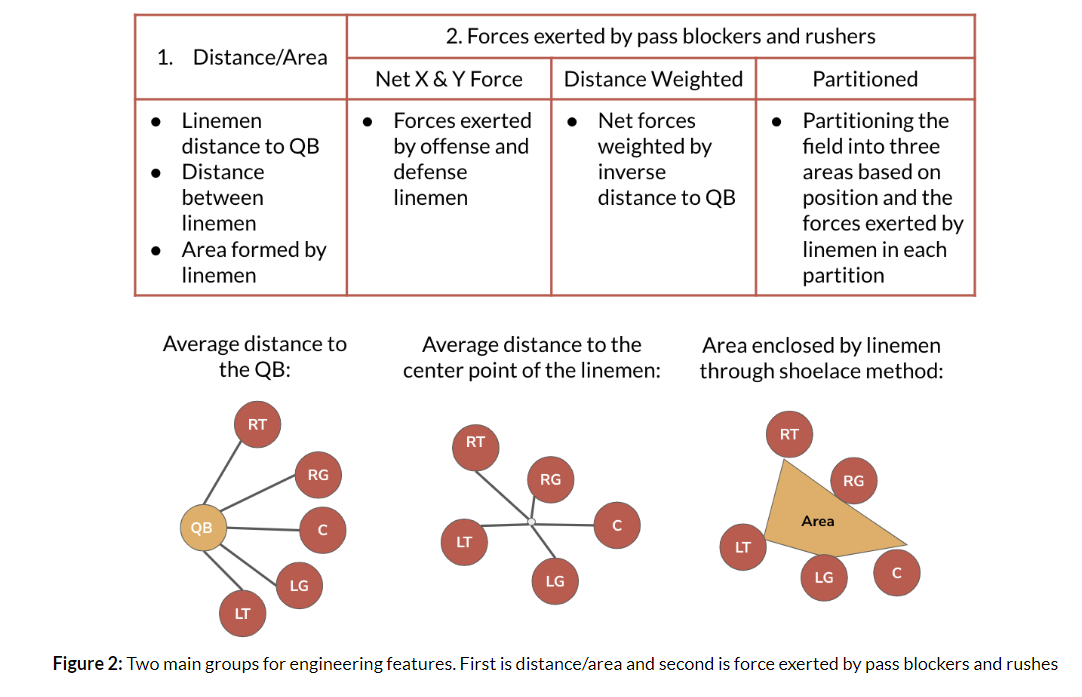 1. Distance/Area
2. Forces exerted by pass blockers and rushers
Net X & Y Force
Distance Weighted
Partitioned
● Linemen
distance to QB
● Distance
between
linemen
● Area formed by
linemen
● Forces exerted
by offense and
defense
linemen
● Net forces
weighted by
inverse
distance to QB
● Partitioning the
field into three
areas based on
position and the
forces exerted by
linemen in each
partition
Average distance to
the QB:
RT
RG
QB
C
LG
LT
Average distance to the
center point of the linemen:
RT
RG
C
LT
LG
Area enclosed by linemen
through shoelace method:
RT
RG
Area
LT
LG
C
Figure 2: Two main groups for engineering features. First is distance/area and second is force exerted by pass blockers and rushes